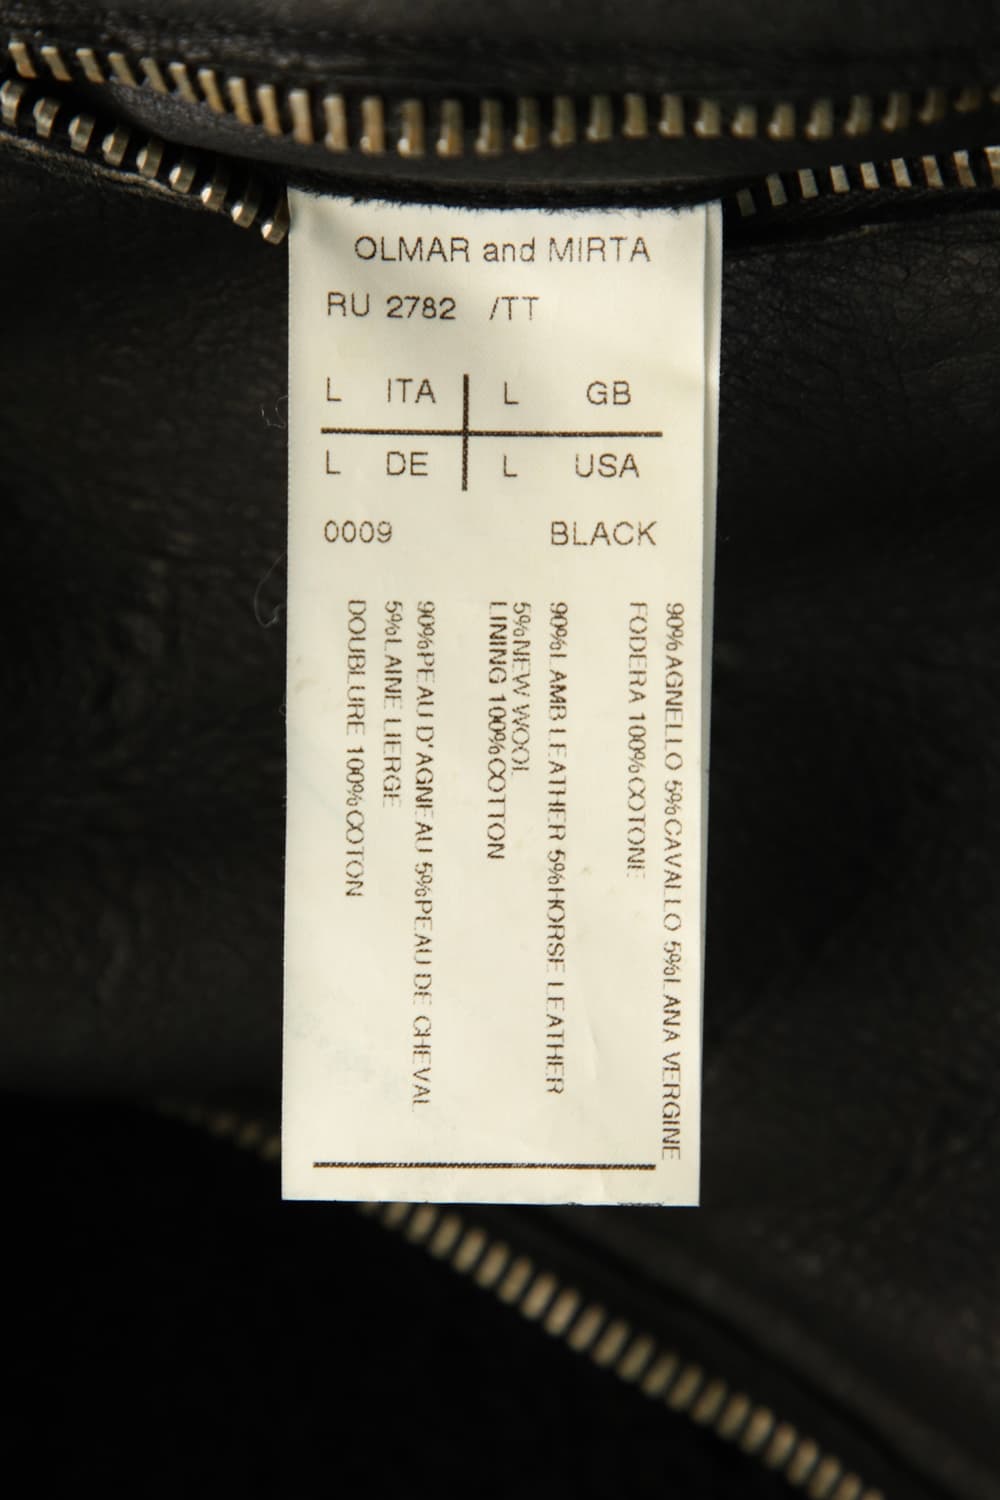 OLMAR and MIRTA
RU 2782 /TT
L ITA L GB
L DE L USA
0009 BLACK
90%AGNELLO 5%CAVALLO 5%LANA VERGINE
FODERA 100%COTONE
90%LAMB LEATHER 5%HORSE LEATHER
5%NEW WOOL
LINING 100%COTTON
90%PEAU D'AGNEAU 5%PEAU DE CHEVAL
5%LAINE LIERGE
DOUBLURE 100%COTON